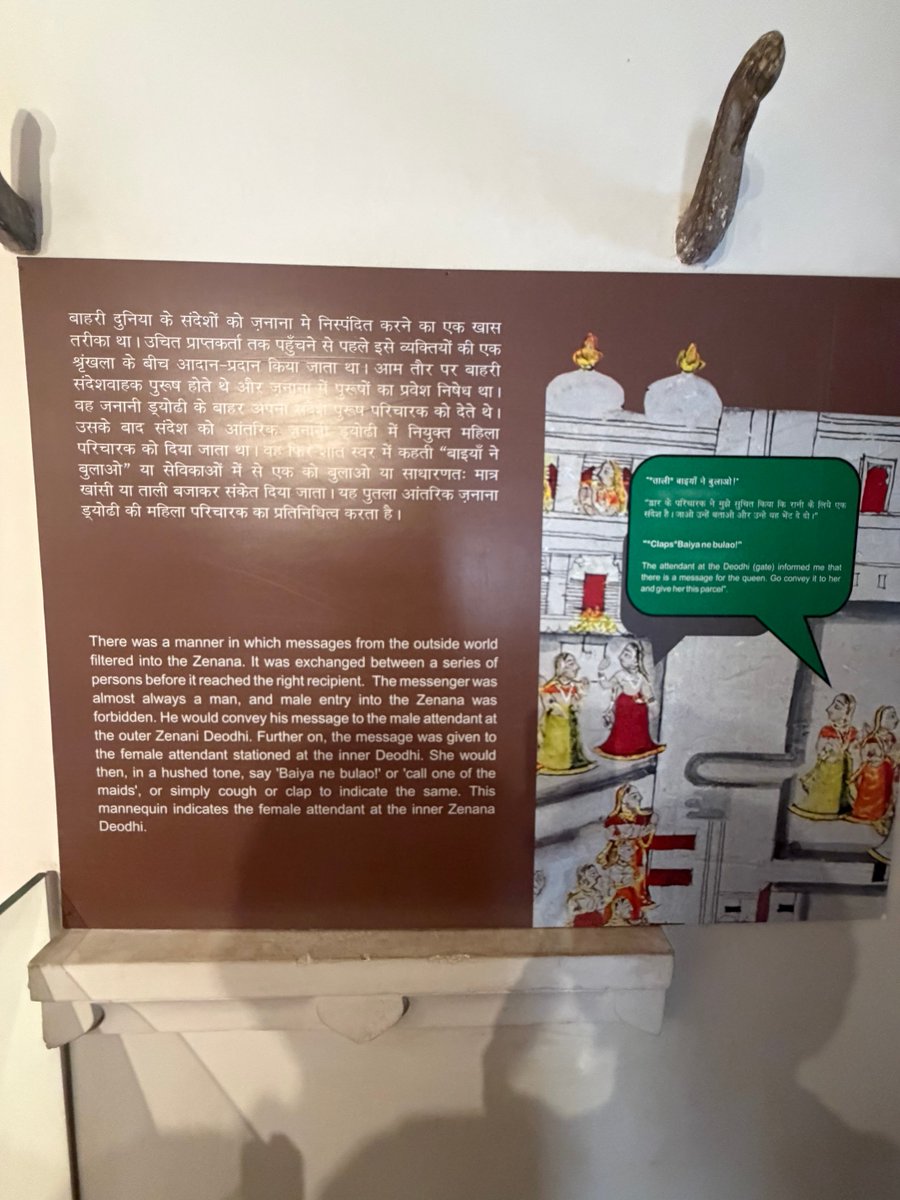 बाहरी दुनिया के संदेशों को ज़नाना मे निस्पंदित करने का एक खास
तरीका था। उचित प्राप्तकर्ता तक पहुँचने से पहले इसे व्यक्तियों की एक
श्रृंखला के बीच आदान-प्रदान किया जाता था। आम तौर पर बाहरी
संदेशवाहक पुरूष होते थे और जनाना में पुरूषों का प्रवेश निषेध था।
वह जनानी ड्योढी के बाहर अपना संदेश पुरूष परिचारक को देते थे।
उसके बाद संदेश को आंतरिक ज़नानी ड्योढी में नियुक्त महिला
परिचारक को दिया जाता था। वह फिर शांत स्वर में कहती “बाइयाँ ने
बुलाओ” या सेविकाओं में से एक को बुलाओ या साधारणतः मात्र
खांसी या ताली बजाकर संकेत दिया जाता। यह पुतला आंतरिक ज़नाना
ड्योढी की महिला परिचारक का प्रतिनिधित्व करता है।
There was a manner in which messages from the outside world
filtered into the Zenana. It was exchanged between a series of
persons before it reached the right recipient. The messenger was
almost always a man, and male entry into the Zenana was
forbidden. He would convey his message to the male attendant at
the outer Zenani Deodhi. Further on, the message was given to
the female attendant stationed at the inner Deodhi. She would
then, in a hushed tone, say 'Baiya ne bulao!' or 'call one of the
maids', or simply cough or clap to indicate the same. This
mannequin indicates the female attendant at the inner Zenana
Deodhi.
"*ताली* बाइयाँ ने बुलाओ!"
"द्वार के परिचारक ने मुझे सुचित किया कि रानी के लिये एक
संदेश है। जाओ उन्हें बताओ और उन्हे यह भेंट दे दो।"
"*Claps*Baiya ne bulao!"
The attendant at the Deodhi (gate) informed me that
there is a message for the queen. Go convey it to her
and give her this parcel".